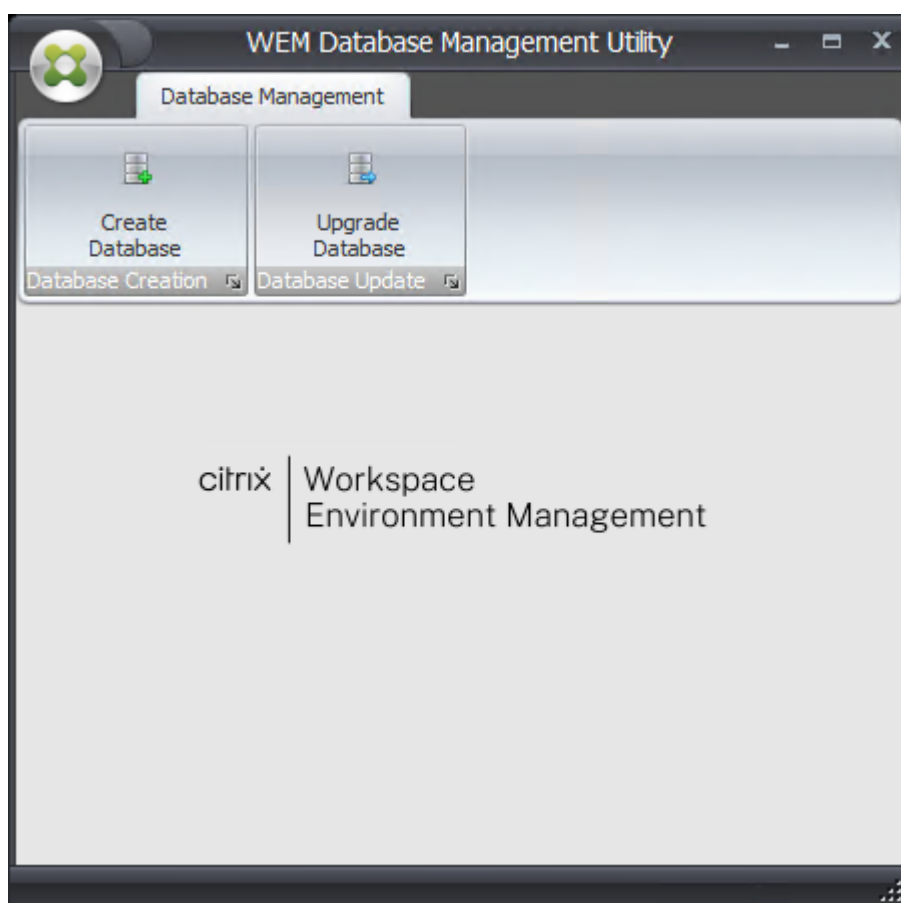 WEM Database Management Utility
Database Management
Create
Database
Upgrade
Database
Database Creation
Database Update
citrix
Workspace
Environment Management